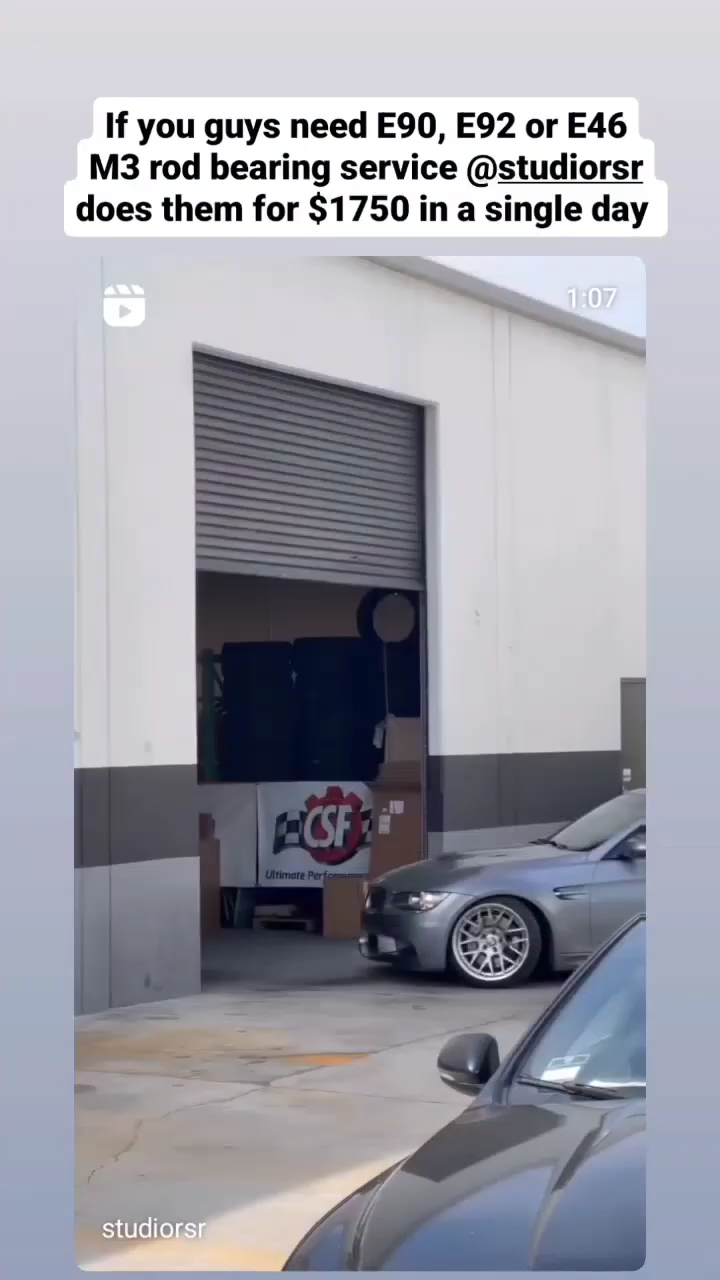 If you guys need E90, E92 or E46
M3 rod bearing service @studiorsr
does them for $1750 in a single day
1:07
CSF
Ultimate Performance
studiorsr